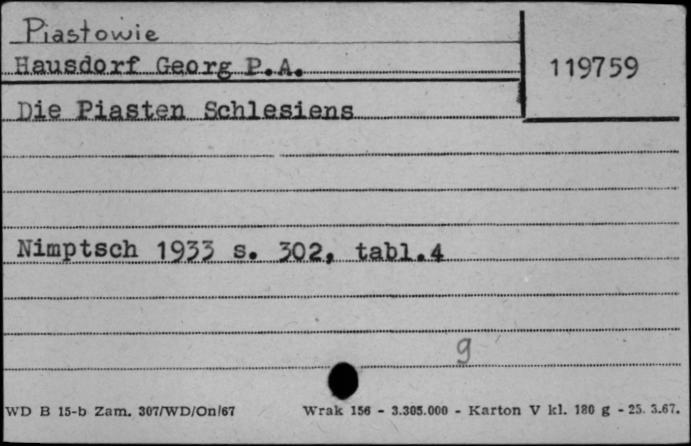 Piastowie
Hausdorf Georg P.A.
119759
Die Piasten Schlesiens
Nimptsch 1933 s. 302, tabl.4
g
WD B 15-b Zam. 307/WD/On/67 Wrak 156 - 3.305.000 - Karton V kl. 180 g - 25. 3.67.